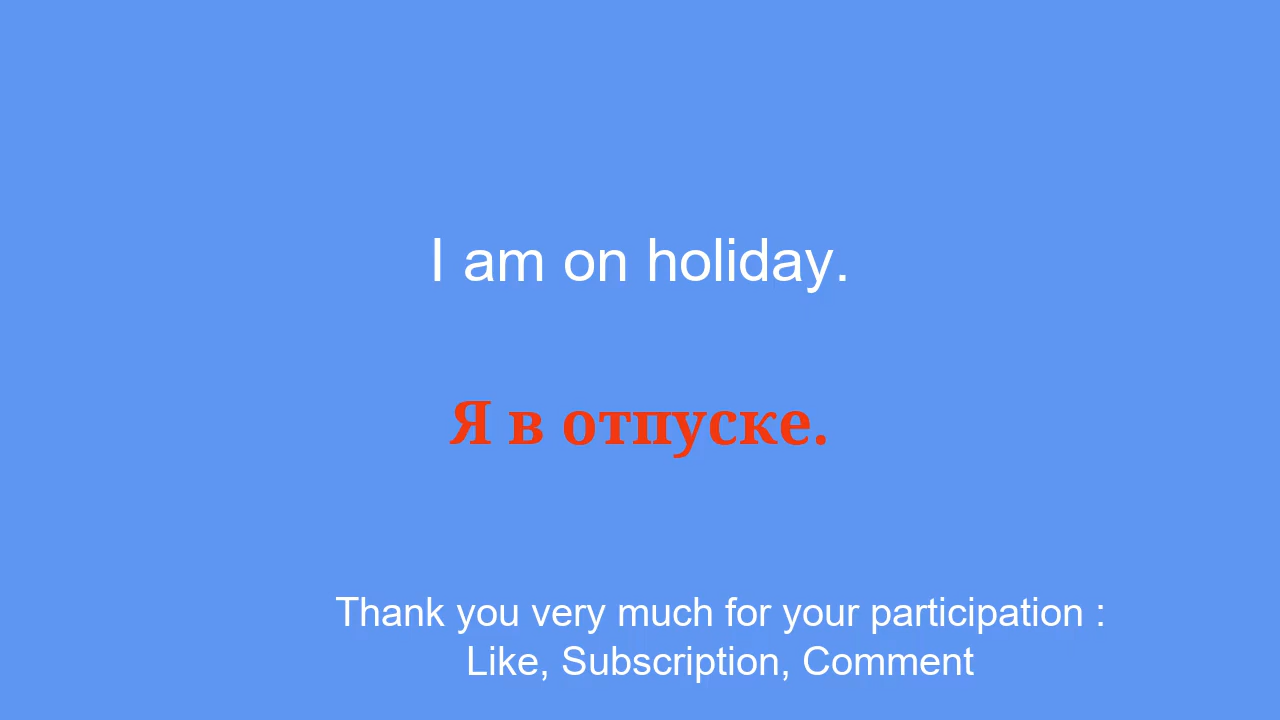 I am on holiday.
Я в отпуске.
Thank you very much for your participation :
Like, Subscription, Comment